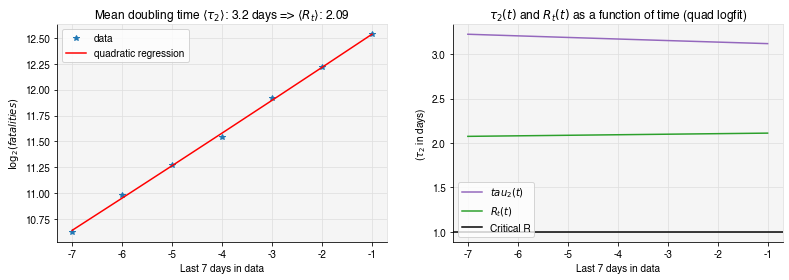 Mean doubling time ⟨τ₂⟩: 3.2 days => ⟨Rₜ⟩: 2.09
log₂(fatalities)
12.50
12.25
12.00
11.75
11.50
11.25
11.00
10.75
data
quadratic regression
-7 -6 -5 -4 -3 -2 -1
Last 7 days in data
τ₂(t) and Rₜ(t) as a function of time (quad logfit)
(τ₂ in days)
3.0
2.5
2.0
1.5
1.0
tau₂(t)
Rₜ(t)
Critical R
-7 -6 -5 -4 -3 -2 -1
Last 7 days in data